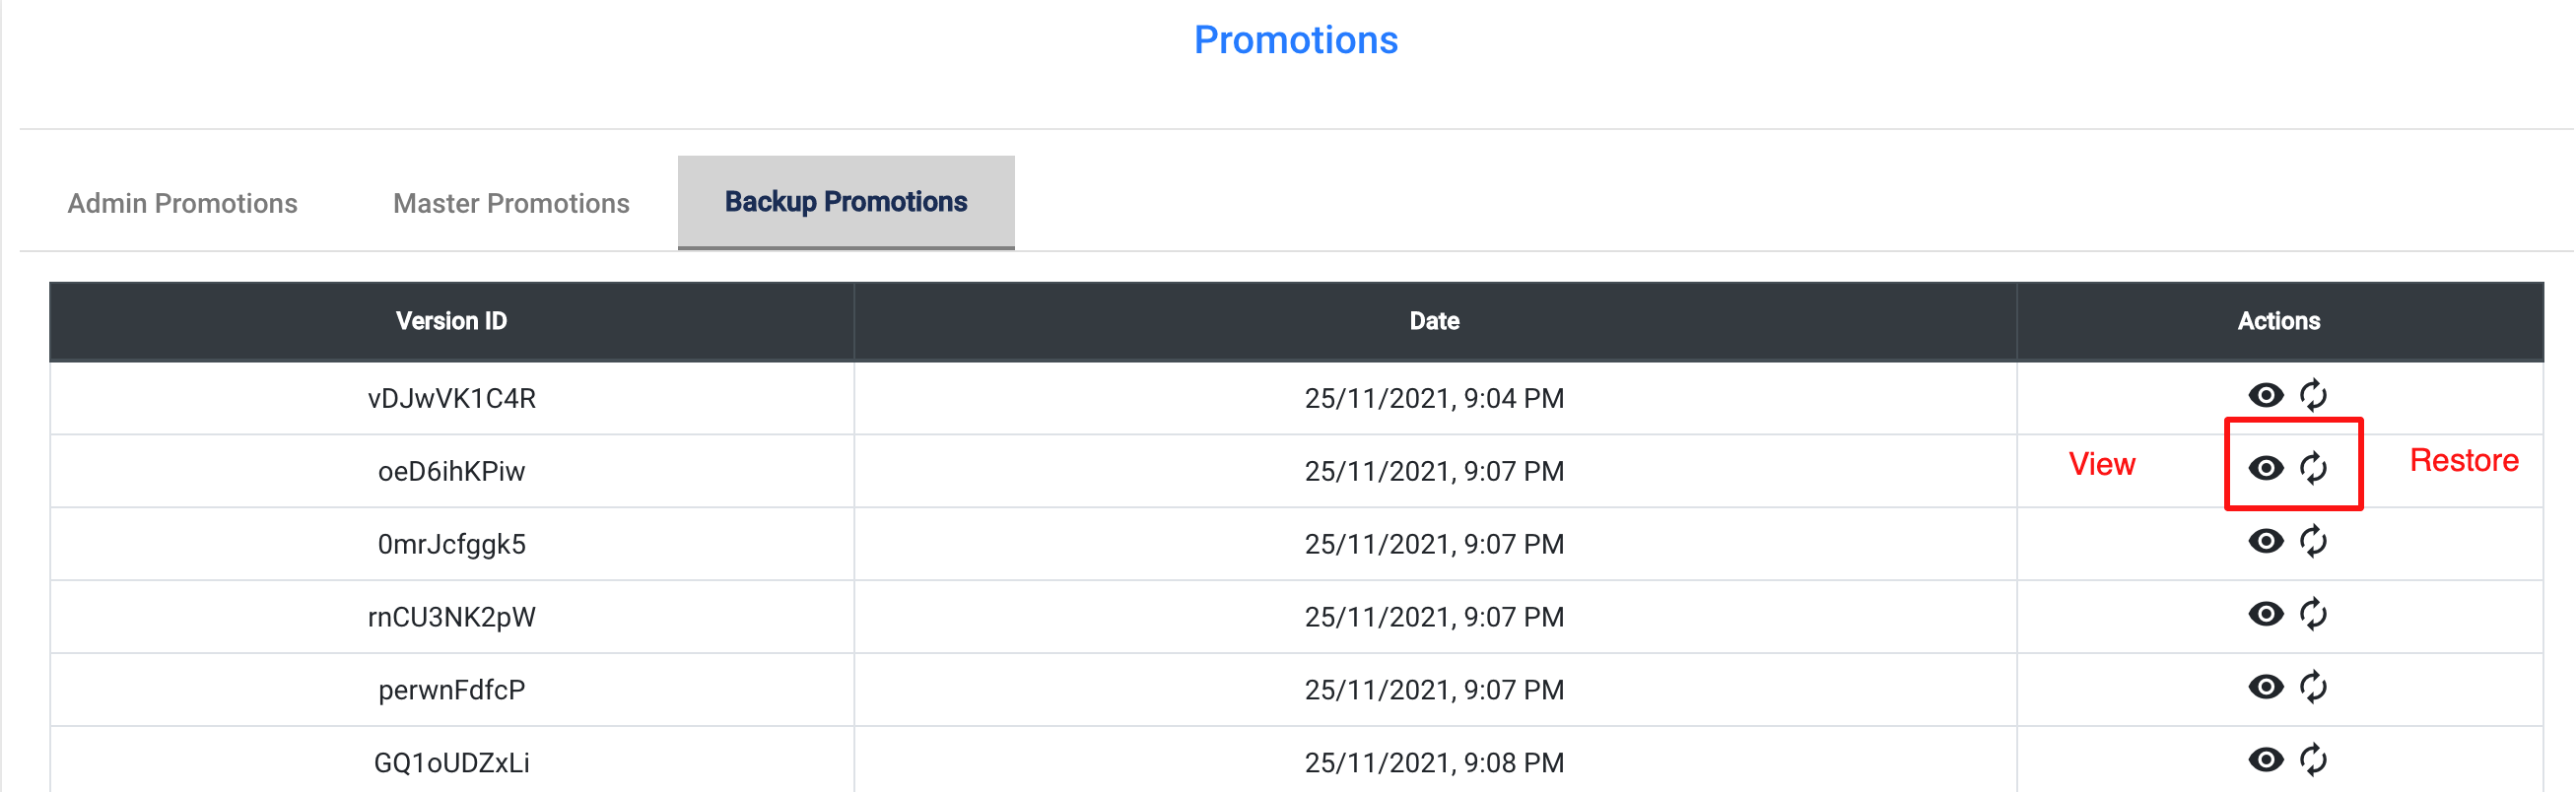 Promotions
Admin Promotions Master Promotions Backup Promotions
Version ID Date Actions
vDJwVK1C4R 25/11/2021, 9:04 PM
oeD6ihKPiw 25/11/2021, 9:07 PM View Restore
0mrJcfggk5 25/11/2021, 9:07 PM
rnCU3NK2pW 25/11/2021, 9:07 PM
perwnFdfcP 25/11/2021, 9:07 PM
GQ1oUDZxLi 25/11/2021, 9:08 PM